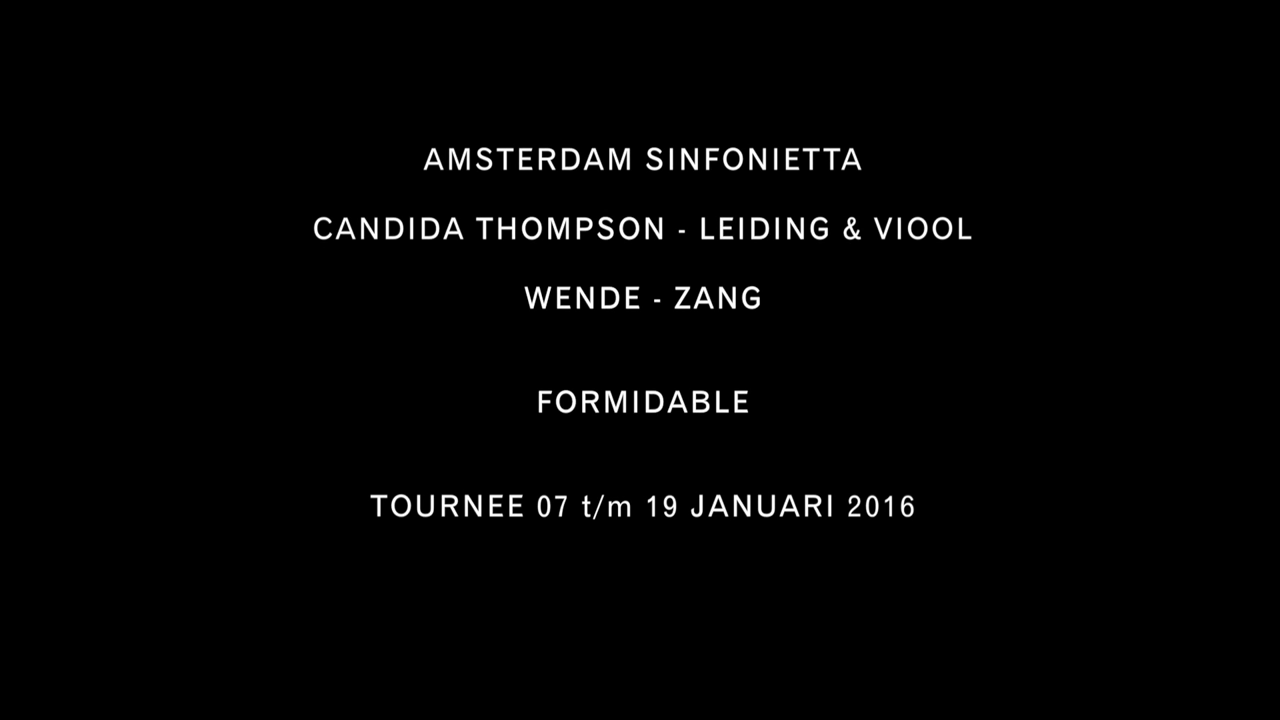 AMSTERDAM SINFONIETTA
CANDIDA THOMPSON - LEIDING & VIOOL
WENDE - ZANG
FORMIDABLE
TOURNEE 07 t/m 19 JANUARI 2016